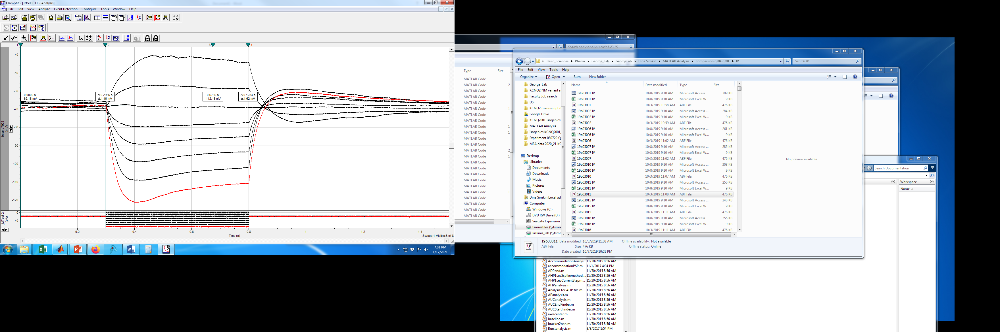 Clampfit - [19o03011 - Analysis]
File Edit View Analyze Event Detection Configure Tools Window Help
1 2 3 4
-40
-50
-60
0.0000 s
-69.15 mV
Δ0.2966 s
Δ1.46 mV
0.6739 s
-112.15 mV
Δ0.1234 s
Δ1.62 mV
-70
-80
-90
-100
-110
-120
Iclamp700B
(mV)
0
-40
I_MTest 2
(pA)
0.2 0.4 0.6 0.8 1 1.2 1.4
Time (s)
Sweep:1 Visible:8 of 8
7:01 PM
1/12/2021
Search ephysanalysis code5.23.15
Type Size
MATLAB Code
MATLAB Code 2
MATLAB Code
MATLAB Code
MATLAB Code
MATLAB Code 1
MATLAB Code
MATLAB Code
MATLAB Code 1
MATLAB Code 1
MATLAB Code
MATLAB Code
MATLAB Code 2
MATLAB Code 1
MATLAB Code
MATLAB Code
MATLAB Code
MATLAB Code
MATLAB Code
MATLAB Code 1
MATLAB Code
MATLAB Code
MATLAB Code
MATLAB Code
« Basic_Sciences Pharm George_Lab GeorgeLab Dina Simkin MATLAB Analysis comparison q204 q201 IV
Search IV
File Edit View Tools Help
Organize Open Burn New folder
George_Lab
KCNQ2 NM variant s
Faculty Job search
DSi
KCNQ2 manuscript c
Google Drive
KCNQ2001 isogenics
MATLAB Analysis
Isogenics KCNQ2001_
Experiment 080720 Q
MEA data 2020_21 KC
Desktop
Libraries
Documents
Downloads
Music
Pictures
Videos
Dina Simkin Local ad
Computer
Windows (C:)
DVD RW Drive (D:)
Seagate Expansion
fsmresfiles (\\fsmre
kiskinis_lab (\\fsmr
Name Date modified Type Size
19o03001 IV 10/8/2019 9:10 AM Microsoft Access ... 309 KB
19o03001 IV 10/8/2019 9:10 AM Microsoft Excel W... 9 KB
19o03001 10/3/2019 10:58 AM ABF File 476 KB
19o03002 IV 10/8/2019 9:10 AM Microsoft Access ... 284 KB
19o03002 IV 10/8/2019 9:10 AM Microsoft Excel W... 9 KB
19o03002 10/3/2019 10:59 AM ABF File 476 KB
19o03006 IV 10/8/2019 9:10 AM Microsoft Access ... 261 KB
19o03006 IV 10/8/2019 9:10 AM Microsoft Excel W... 9 KB
19o03006 10/3/2019 11:02 AM ABF File 476 KB
19o03007 IV 10/8/2019 9:10 AM Microsoft Access ... 285 KB
19o03007 IV 10/8/2019 9:10 AM Microsoft Excel W... 9 KB
19o03007 10/3/2019 11:02 AM ABF File 476 KB
19o03010 IV 10/8/2019 9:10 AM Microsoft Access ... 303 KB
19o03010 IV 10/8/2019 9:10 AM Microsoft Excel W... 9 KB
19o03010 10/3/2019 11:07 AM ABF File 476 KB
19o03011 IV 10/8/2019 9:10 AM Microsoft Access ... 250 KB
19o03011 IV 10/8/2019 9:10 AM Microsoft Excel W... 9 KB
19o03011 10/3/2019 11:08 AM ABF File 476 KB
19o03015 IV 10/8/2019 9:10 AM Microsoft Access ... 248 KB
19o03015 IV 10/8/2019 9:10 AM Microsoft Excel W... 9 KB
19o03015 10/3/2019 11:11 AM ABF File 476 KB
19o03016 IV 10/8/2019 9:10 AM Microsoft Access ... 255 KB
19o03016 IV 10/8/2019 9:10 AM Microsoft Excel W... 9 KB
19o03016 10/3/2019 11:11 AM ABF File 476 KB
No preview available.
19o03011 Date modified: 10/3/2019 11:08 AM Offline availability: Not available
ABF File Size: 476 KB Offline status: Online
Date created: 10/7/2019 10:51 PM
Search Documentation
Workspace
Name
AccommodationAnalys... 11/30/2015 8:56 AM
accommodationPSP.m 11/1/2017 4:04 PM
ADPend.m 11/30/2015 8:56 AM
AHP1sec5spikemethod.... 11/30/2015 8:56 AM
AHP1secCurrentStepm... 11/30/2015 8:56 AM
AHPanalysis.m 11/30/2015 8:56 AM
Analysis for AHP file.m 11/30/2015 8:56 AM
APanalysis.m 11/30/2015 8:56 AM
AUCanalysis.m 11/30/2015 8:56 AM
AUCEndFinder.m 11/30/2015 8:56 AM
AUCStartFinder.m 11/30/2015 8:56 AM
axescenter.m 11/30/2015 8:56 AM
baseline.m 11/30/2015 8:56 AM
bracket2nan.m 11/30/2015 8:56 AM
Burstanalysis.m 3/8/2017 1:54 PM